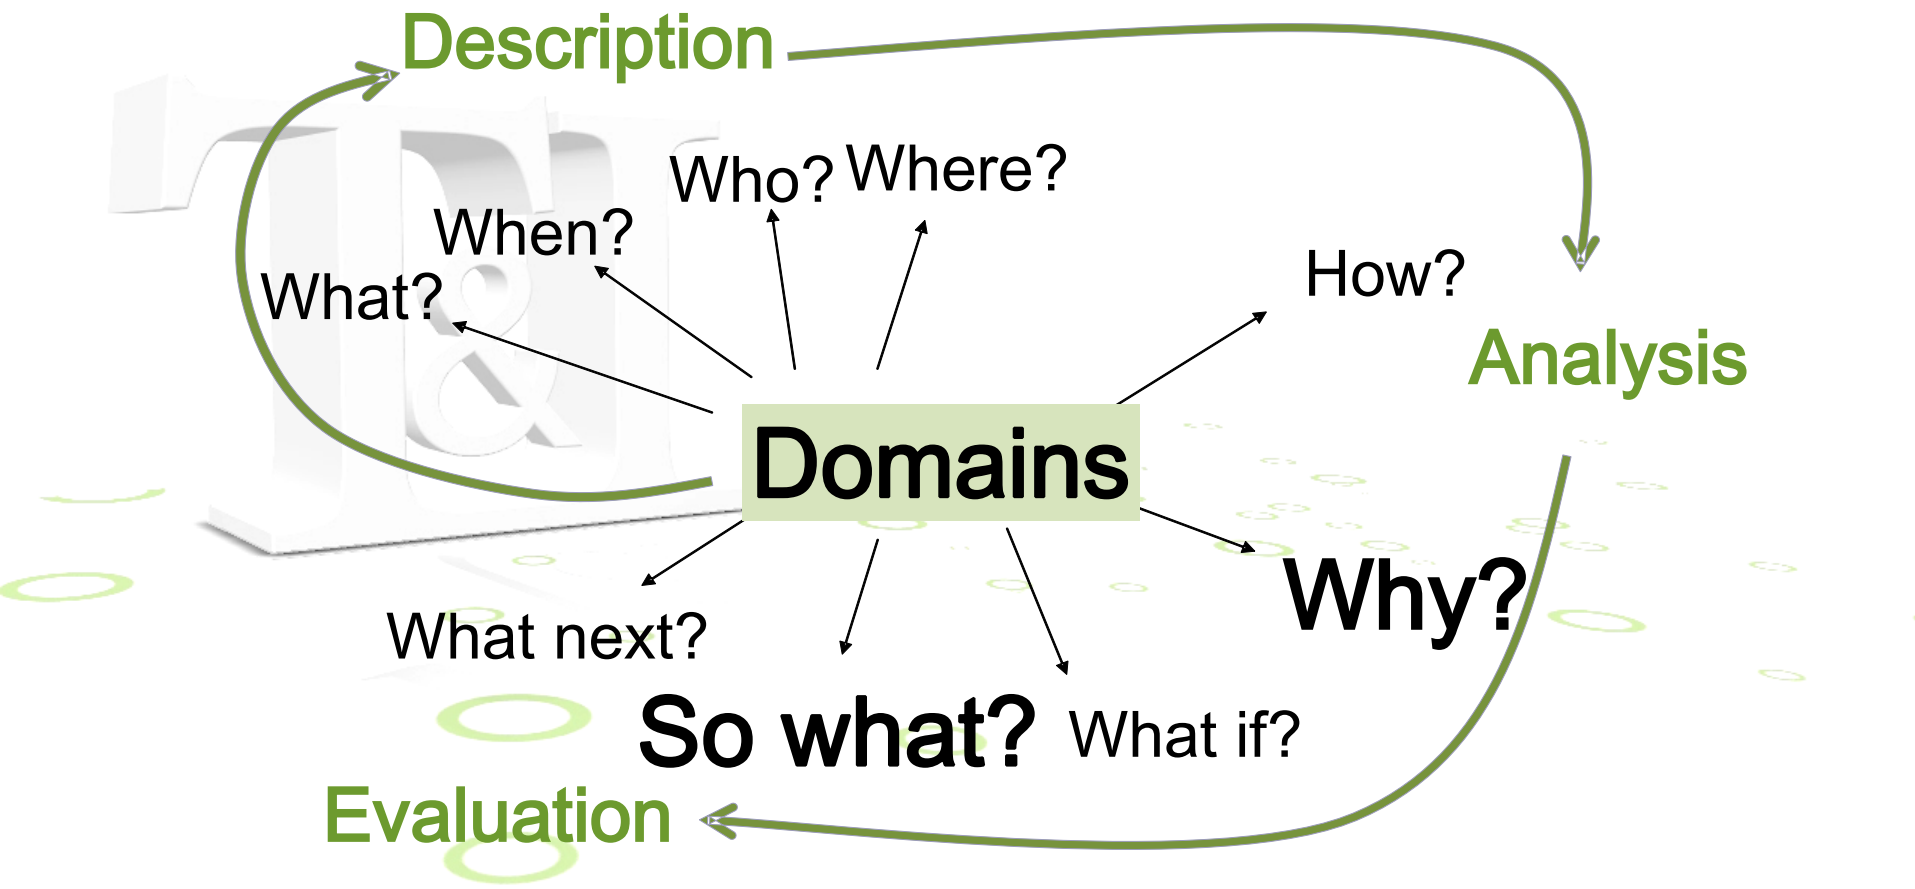 Description
Who? Where?
When?
What?
How?
Analysis
Domains
Why?
What next?
So what?
What if?
Evaluation
T&I